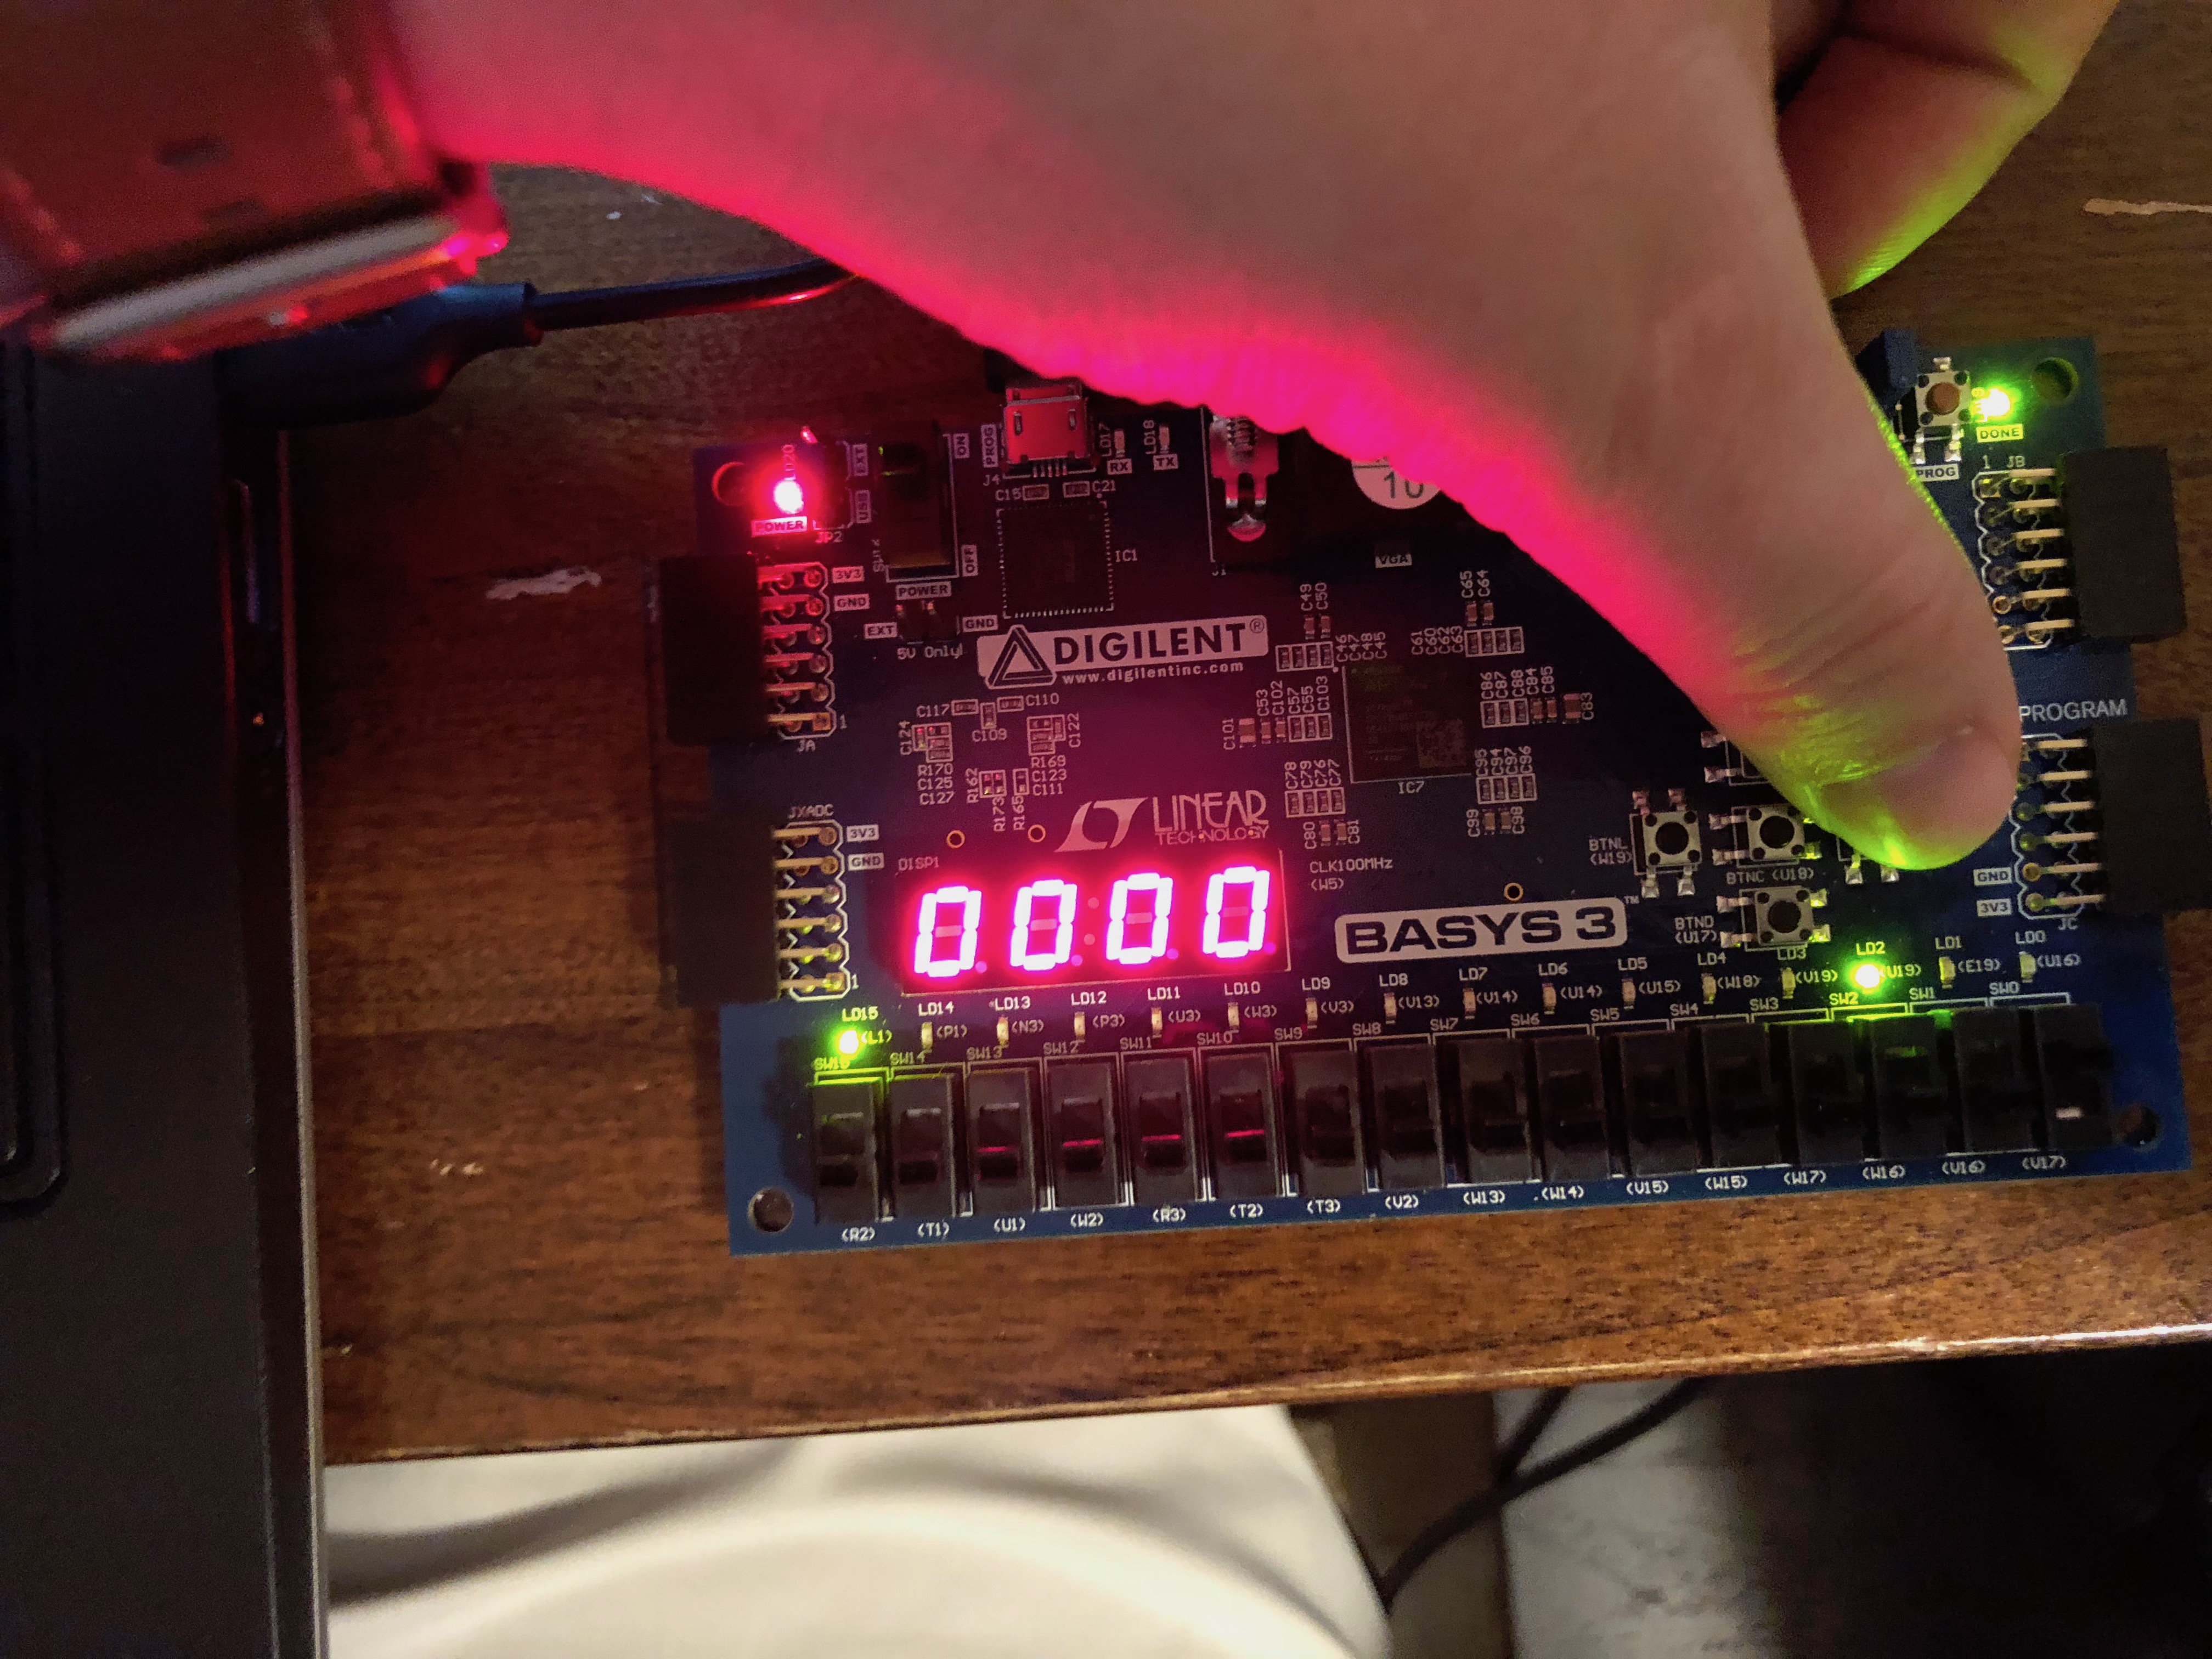 DONE
PROG
1 JB
LD20
EXT
USB
ON
PROG
J4
LD17
RX
LD18
TX
C15
C21
10
POWER
JP2
OFF
IC1
J1
VGA
3V3
GND
POWER
EXT
GND
5V Only!
DIGILENT®
www.digilentinc.com
C49
C50
C65
C64
C46
C47
C48
C45
C61
C60
C62
C63
1
JA
C117
C110
C124
C109
C122
R170
C125
C127
R162
R173
R165
R169
C123
C111
C101
C53
C102
C57
C55
C103
C86
C87
C88
C84
C85
C83
C78
C79
C76
C77
C95
C94
C97
C96
C80
C81
C99
C98
IC7
PROGRAM
LINEAR
TECHNOLOGY
JXADC
3V3
GND
1
DISP1
0000
CLK100MHz
(W5)
BTNL
(W19)
BTNC (U18)
BTND
(U17)
GND
3V3
JC
BASYS 3™
LD15 LD14 LD13 LD12 LD11 LD10 LD9 LD8 LD7 LD6 LD5 LD4 LD3 LD2 LD1 LD0
(L1) (P1) (N3) (P3) (U3) (W3) (V3) (V13) (V14) (U14) (U15) (W18) (V19) (U19) (E19) (U16)
SW15 SW14 SW13 SW12 SW11 SW10 SW9 SW8 SW7 SW6 SW5 SW4 SW3 SW2 SW1 SW0
(R2) (T1) (U1) (W2) (R3) (T2) (T3) (V2) (W13) (W14) (V15) (W15) (W17) (W16) (V16) (V17)